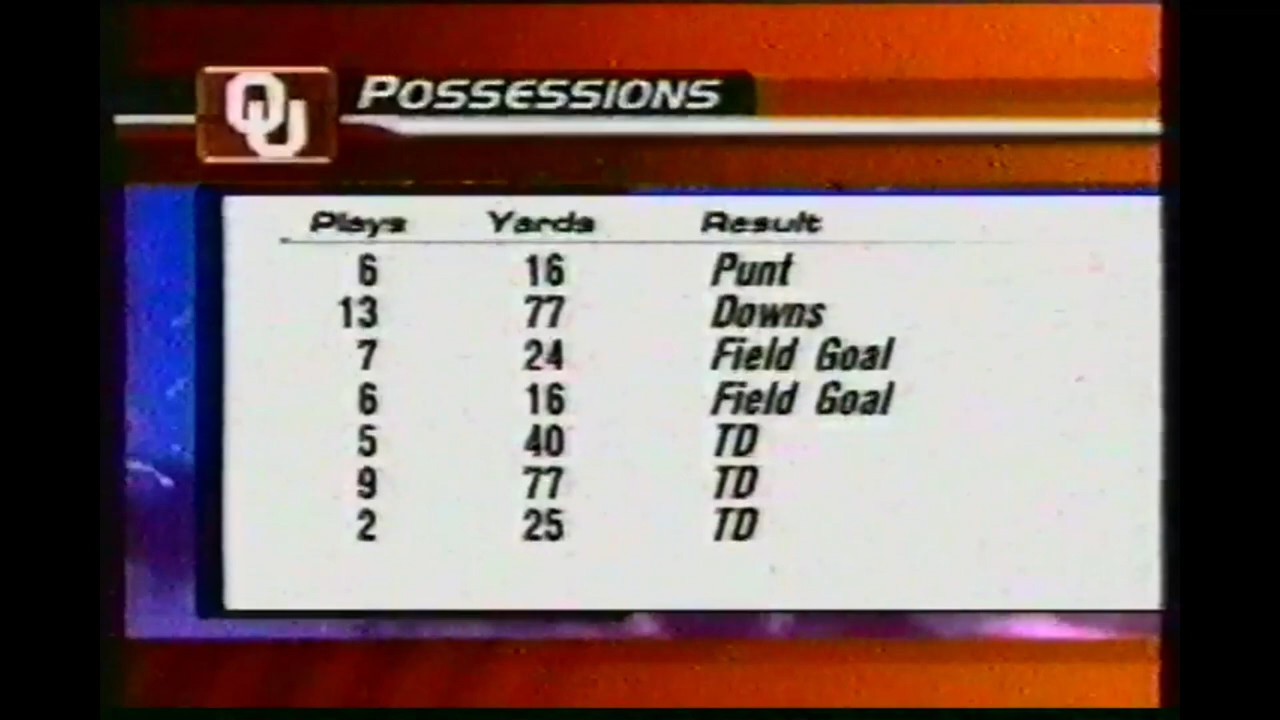 OU POSSESSIONS
Plays Yards Result
6 16 Punt
13 77 Downs
7 24 Field Goal
6 16 Field Goal
5 40 TD
9 77 TD
2 25 TD